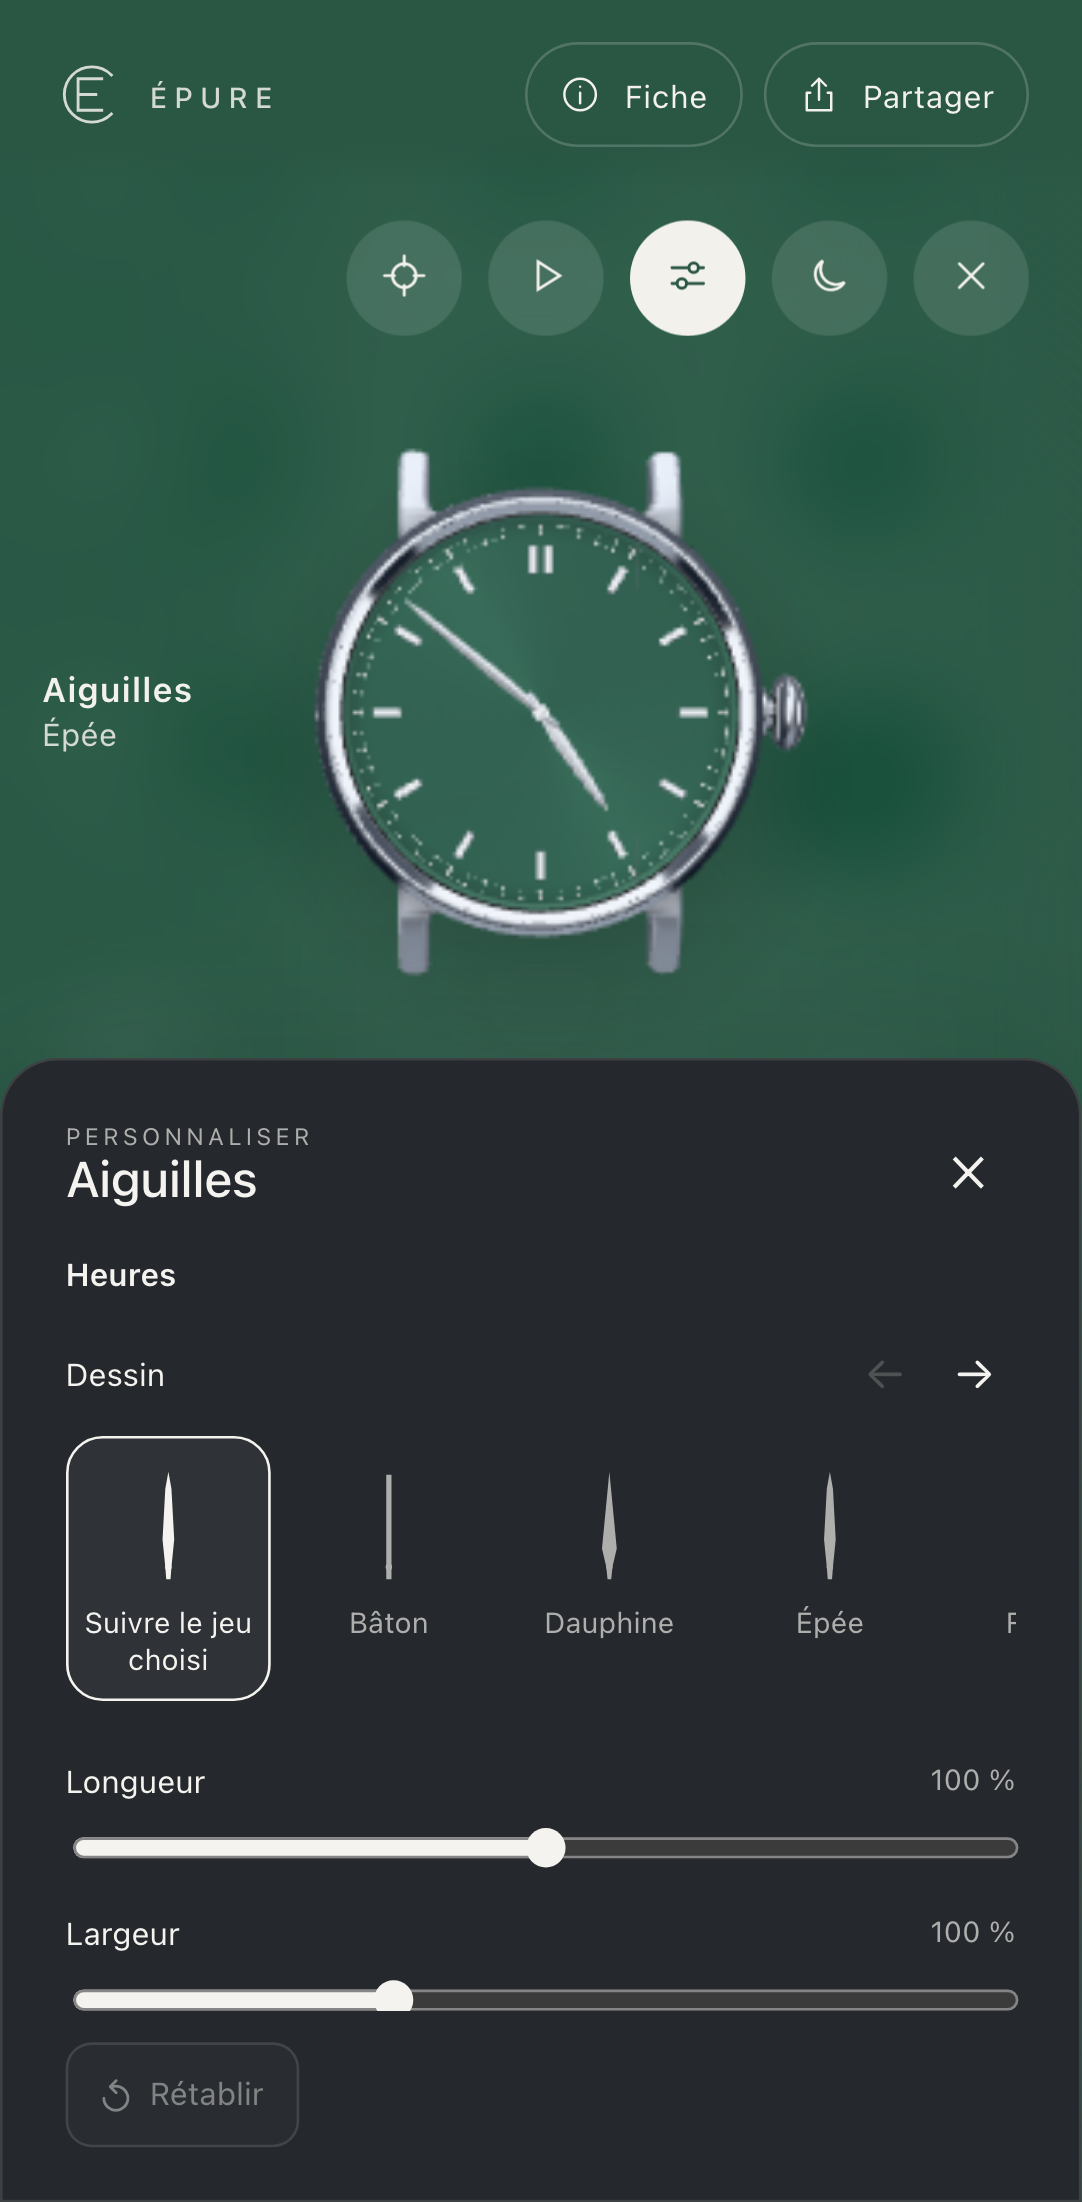 ÉPURE
Fiche
Partager
Aiguilles
Épée
PERSONNALISER
Aiguilles
Heures
Dessin
Suivre le jeu
choisi
Bâton
Dauphine
Épée
Longueur
100 %
Largeur
100 %
Rétablir